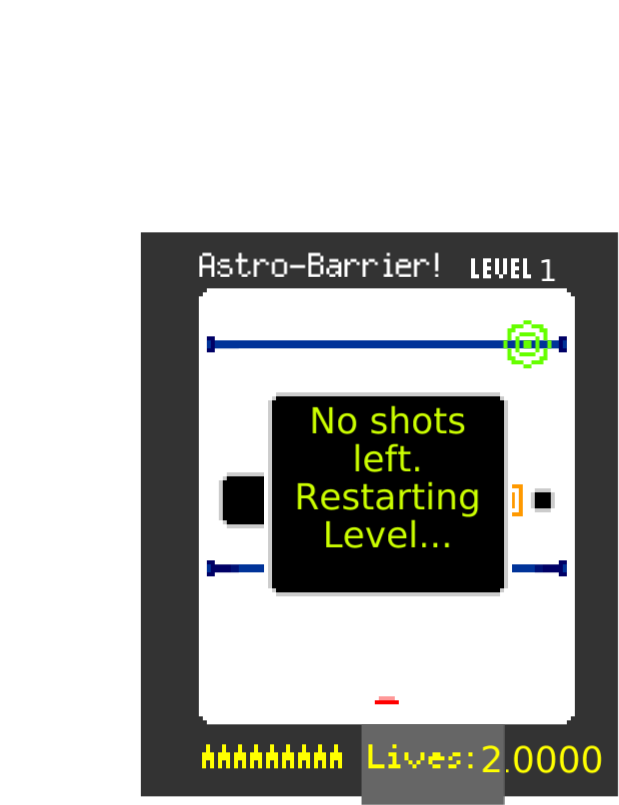 Astro-Barrier! LEVEL 1
No shots
left.
Restarting
Level...
Lives:2.0000